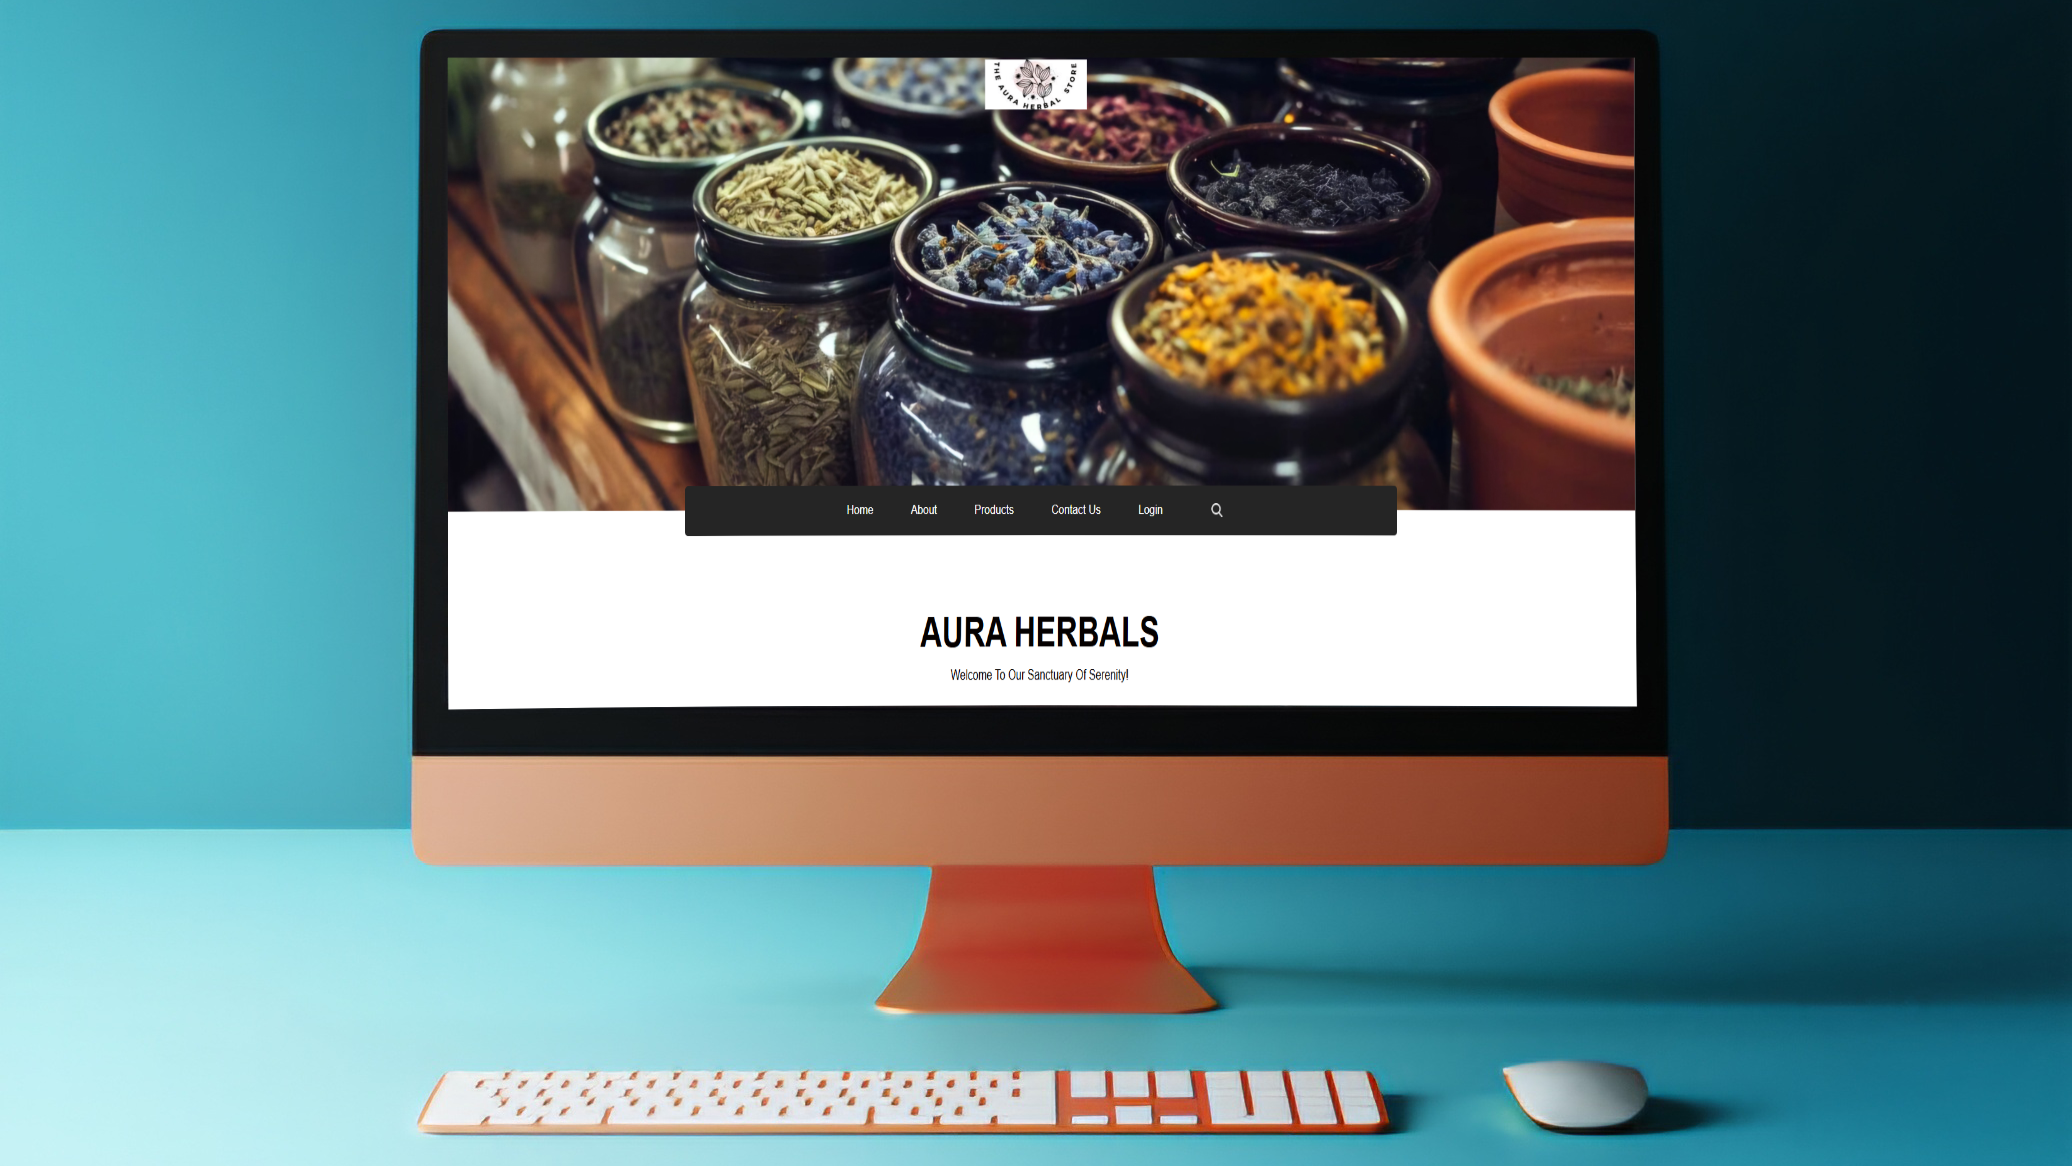 THE AURA HERBAL STORE
Home About Products Contact Us Login
AURA HERBALS
Welcome To Our Sanctuary Of Serenity!